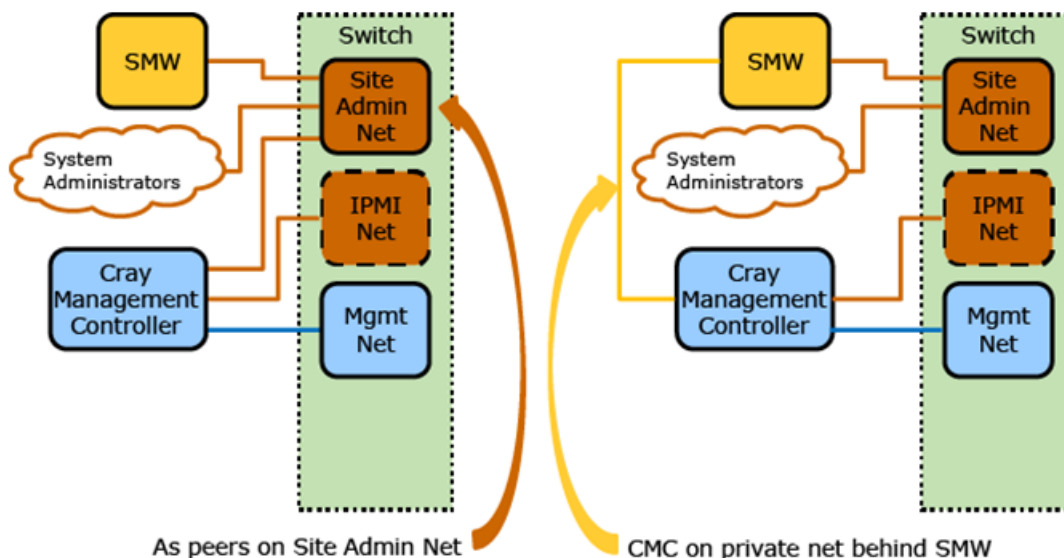 SMW
Switch
Site
Admin
Net
System
Administrators
IPMI
Net
Cray
Management
Controller
Mgmt
Net
As peers on Site Admin Net
SMW
Switch
Site
Admin
Net
System
Administrators
IPMI
Net
Cray
Management
Controller
Mgmt
Net
CMC on private net behind SMW